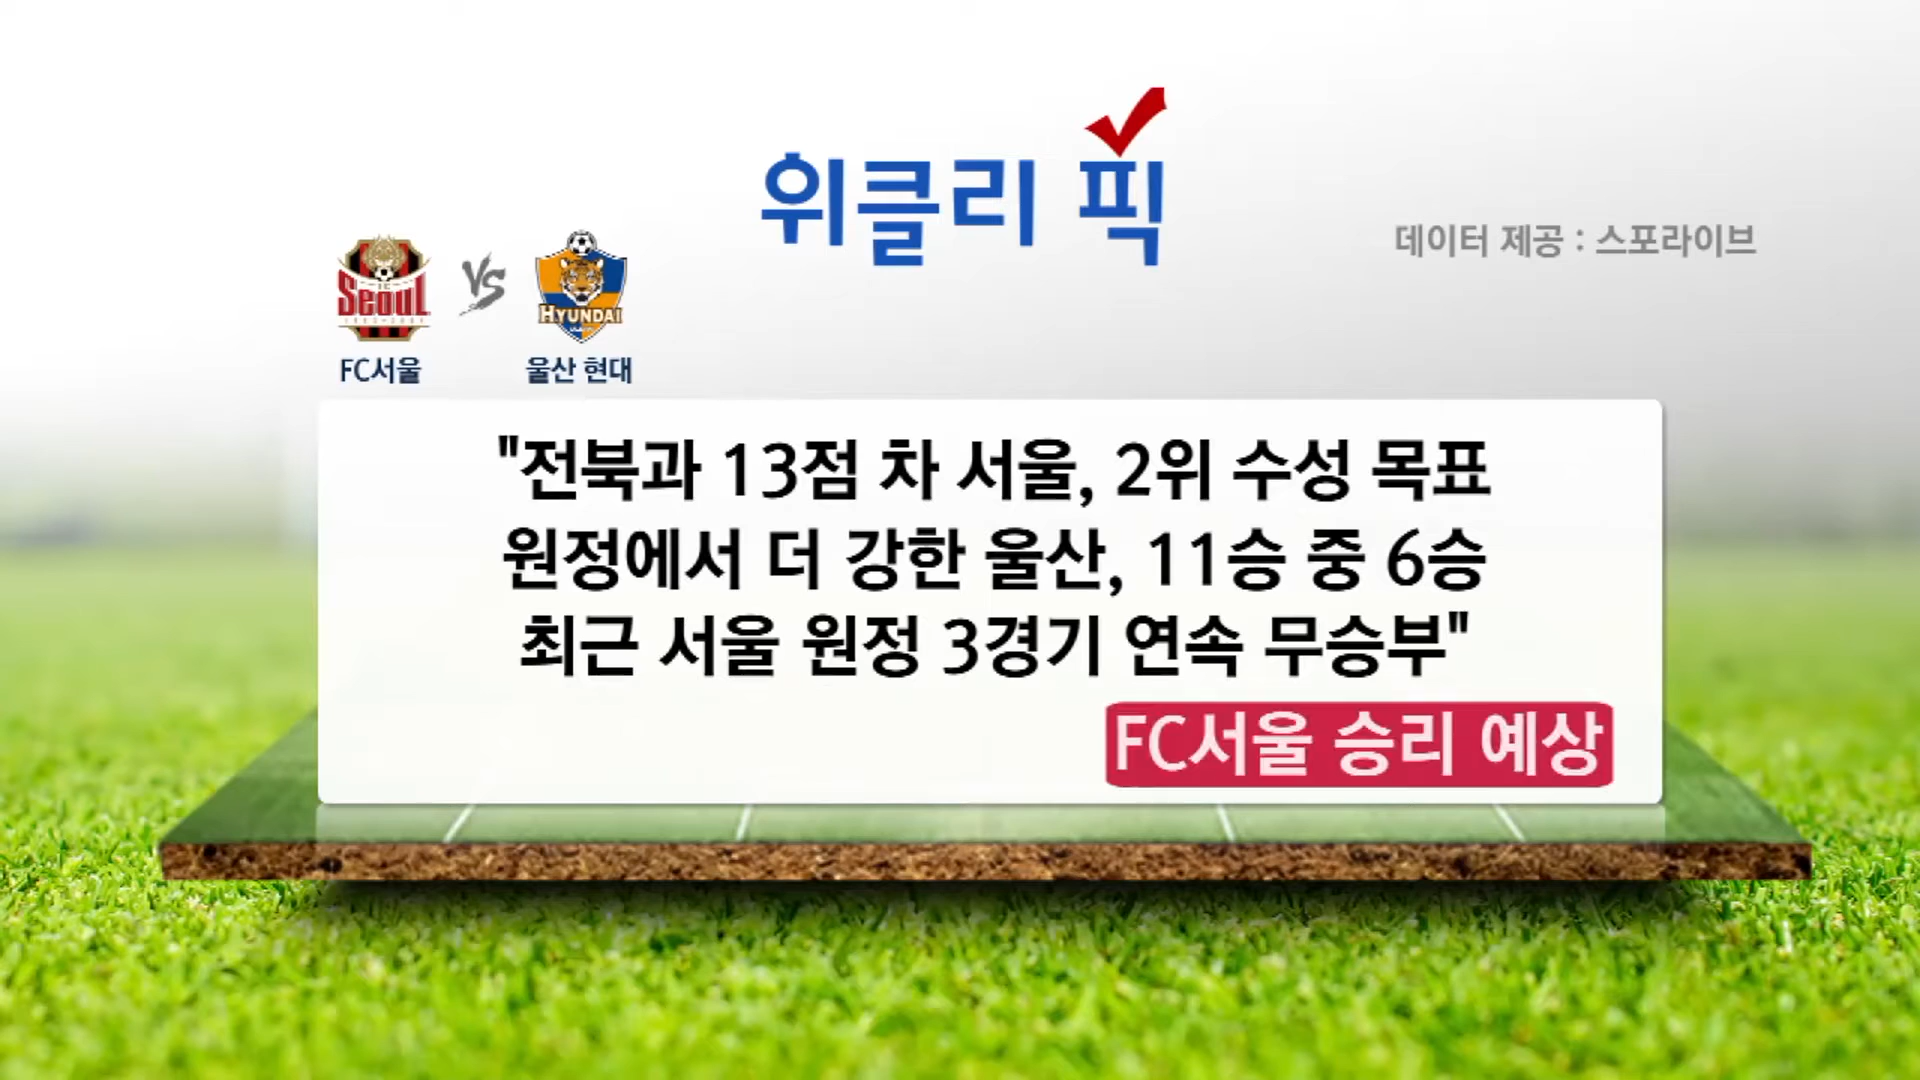 위클리 픽
데이터 제공 : 스포라이브
SEOUL
VS
HYUNDAI
FC서울
울산 현대
"전북과 13점 차 서울, 2위 수성 목표
원정에서 더 강한 울산, 11승 중 6승
최근 서울 원정 3경기 연속 무승부"
FC서울 승리 예상